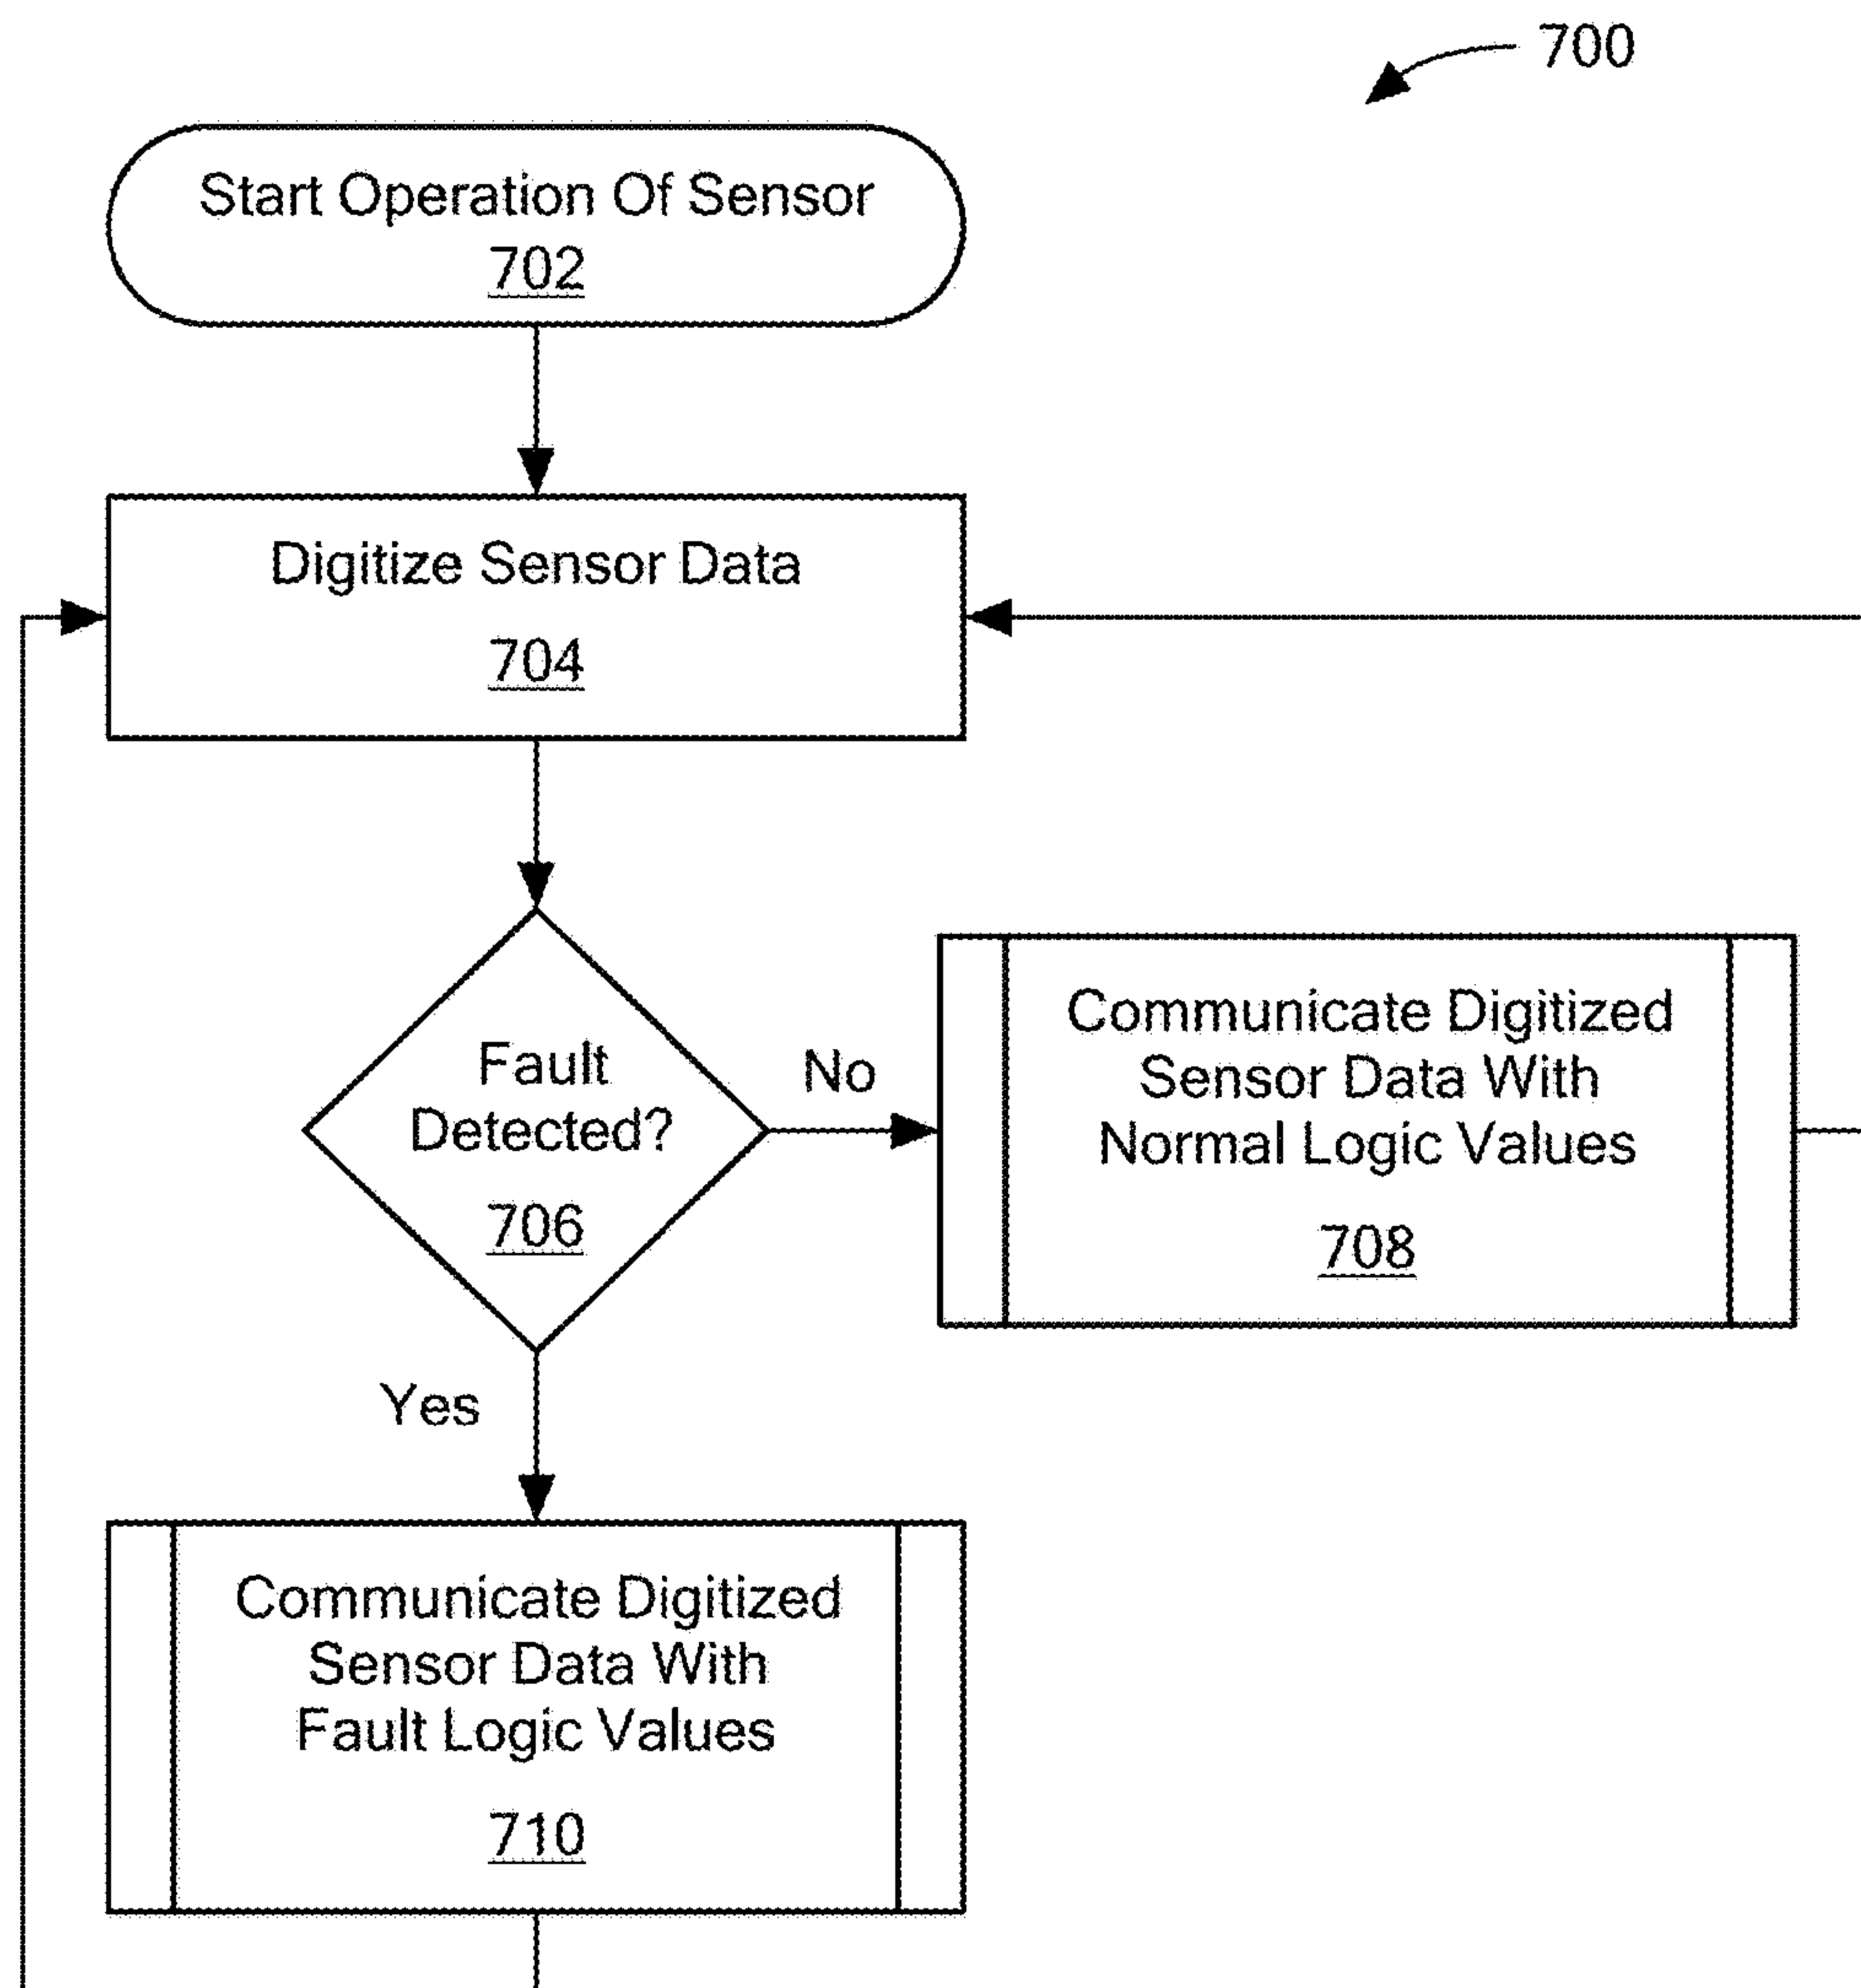 700
Start Operation Of Sensor
702
Digitize Sensor Data
704
Fault
Detected?
706
No
Communicate Digitized
Sensor Data With
Normal Logic Values
708
Yes
Communicate Digitized
Sensor Data With
Fault Logic Values
710